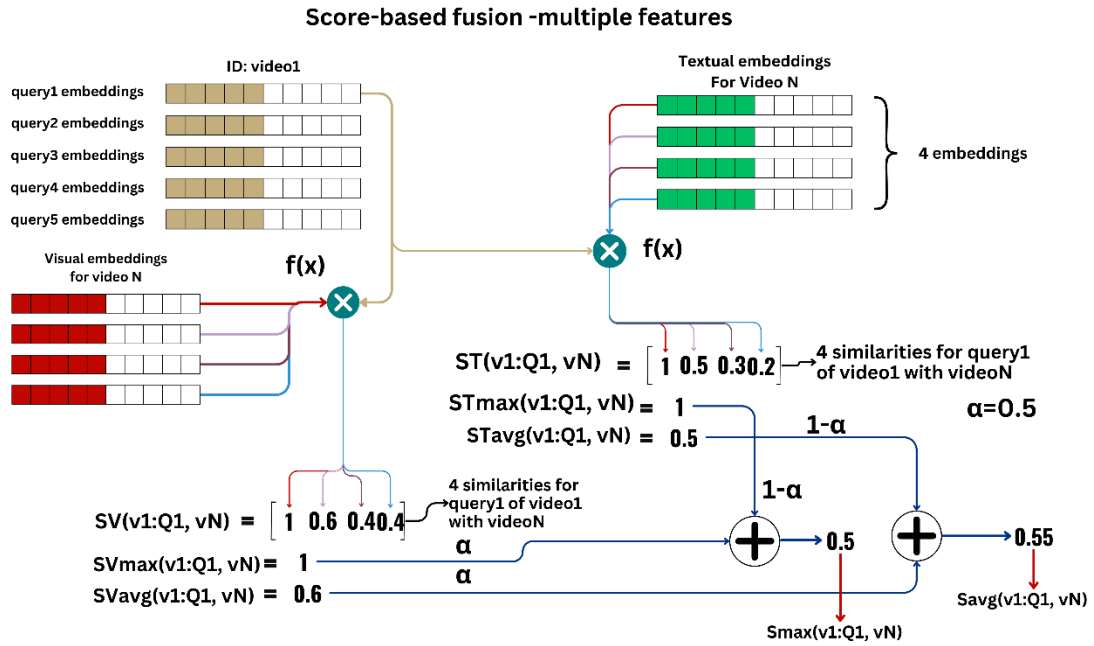 Score-based fusion -multiple features
ID: video1
query1 embeddings
query2 embeddings
query3 embeddings
query4 embeddings
query5 embeddings
Textual embeddings
For Video N
4 embeddings
f(x)
Visual embeddings
for video N
f(x)
ST(v1:Q1, vN) = [ 1 0.5 0.3 0.2 ]
4 similarities for query1
of video1 with videoN
STmax(v1:Q1, vN) = 1
STavg(v1:Q1, vN) = 0.5
α=0.5
1-α
1-α
4 similarities for
query1 of video1
with videoN
SV(v1:Q1, vN) = [ 1 0.6 0.4 0.4 ]
SVmax(v1:Q1, vN) = 1
α
α
SVavg(v1:Q1, vN) = 0.6
+
+
0.5
0.55
Smax(v1:Q1, vN)
Savg(v1:Q1, vN)